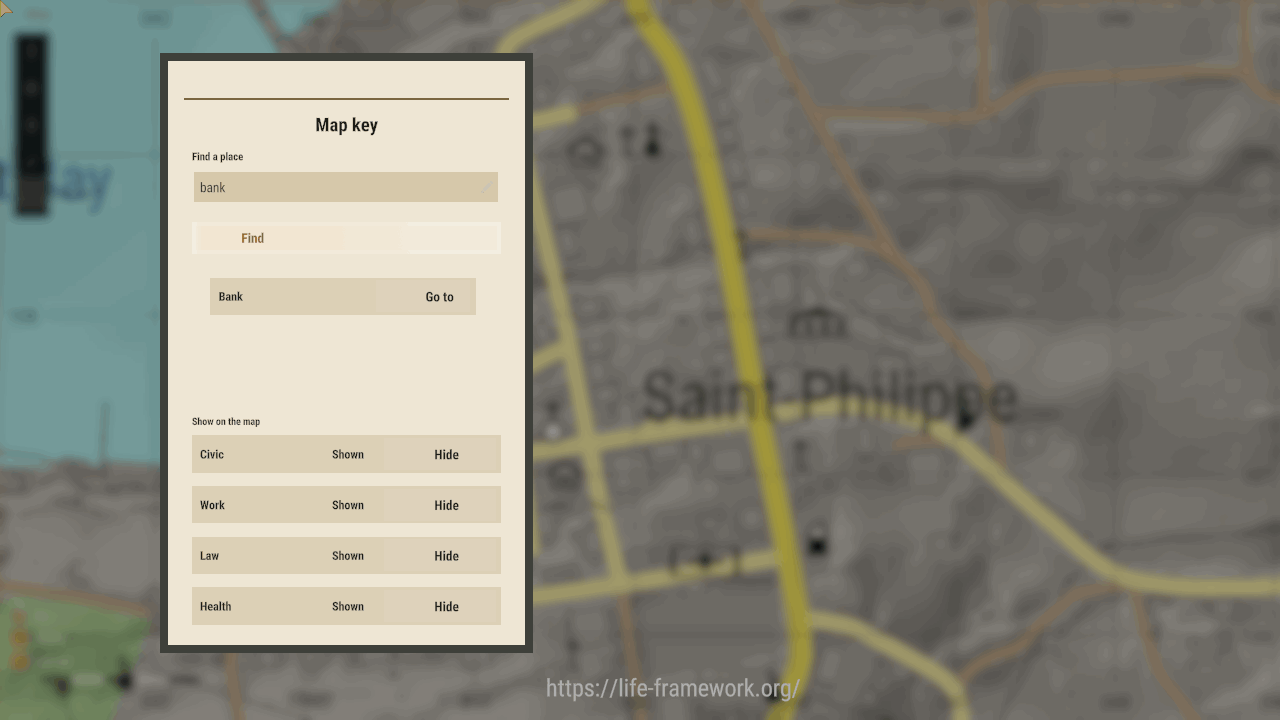 Map key
Find a place
bank
Find
Bank Go to
Show on the map
Civic Shown Hide
Work Shown Hide
Law Shown Hide
Health Shown Hide
Saint-Philippe
https://life-framework.org/